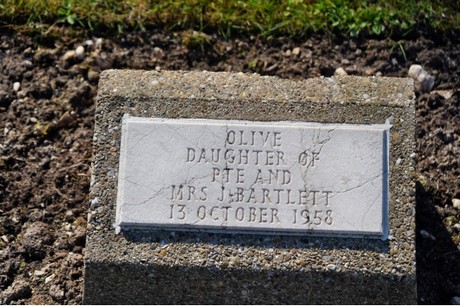 OLIVE
DAUGHTER OF
PTE AND
MRS J. BARTLETT
13 OCTOBER 1958